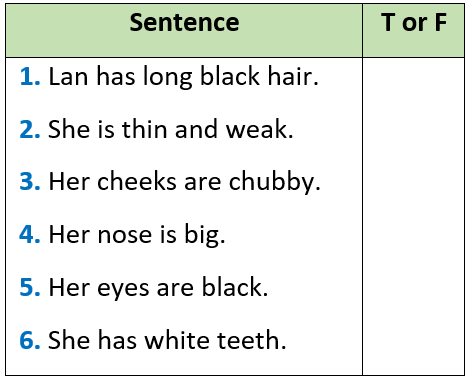 Sentence T or F
1. Lan has long black hair.
2. She is thin and weak.
3. Her cheeks are chubby.
4. Her nose is big.
5. Her eyes are black.
6. She has white teeth.